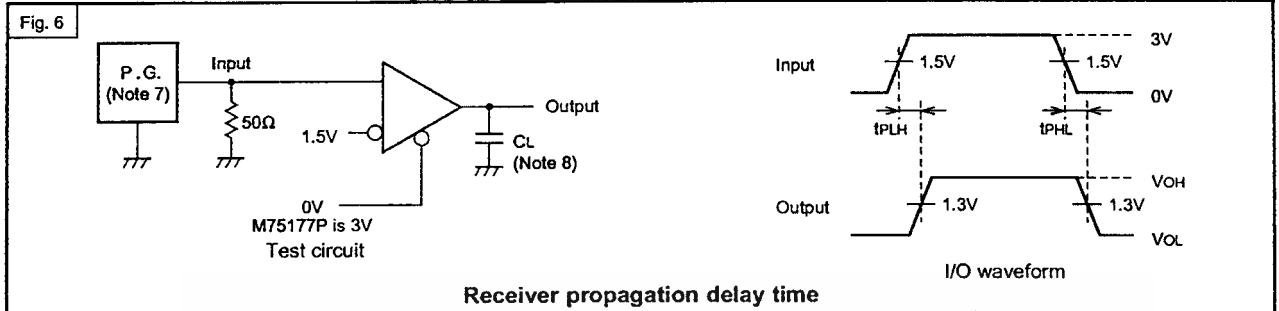 Fig. 6
P.G.
(Note 7)
Input
50Ω
1.5V
Output
CL
(Note 8)
0V
M75177P is 3V
Test circuit
Input
1.5V
1.5V
3V
0V
tPLH
tPHL
Output
1.3V
1.3V
VOH
VOL
I/O waveform
Receiver propagation delay time